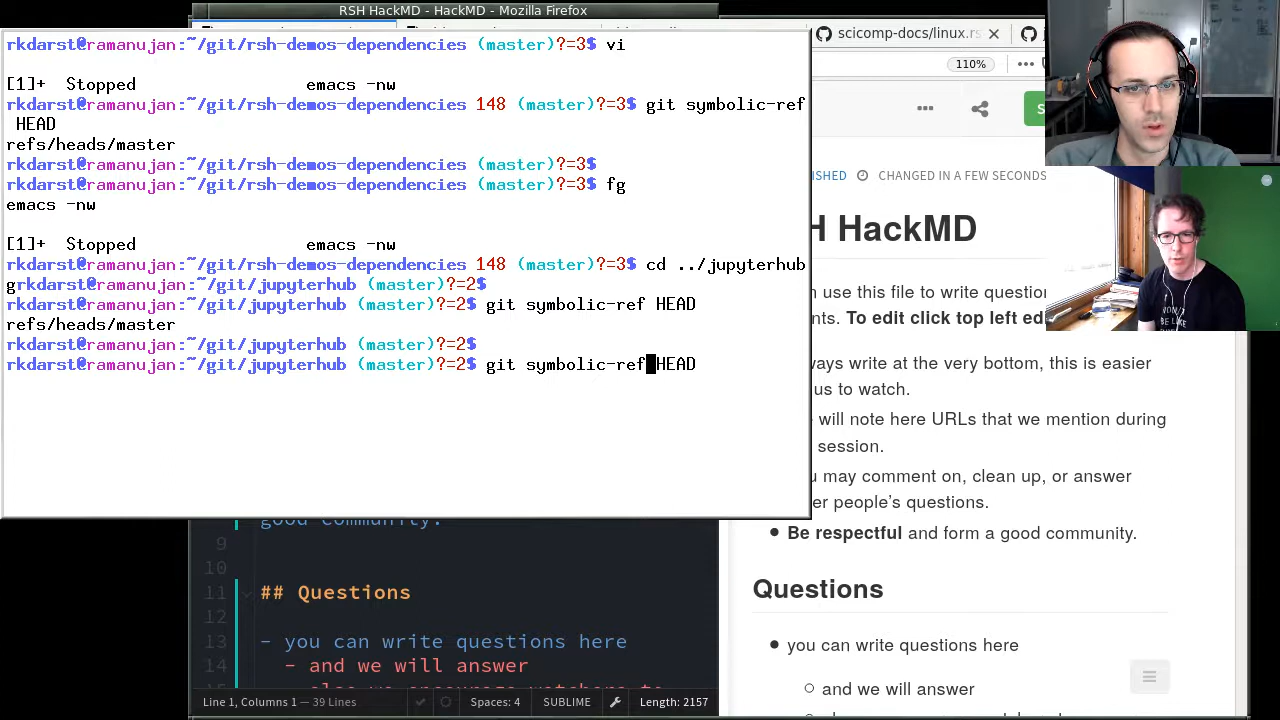 RSH HackMD - HackMD - Mozilla Firefox
rkdarst@ramanujan:~/git/rsh-demos-dependencies (master)?=3$ vi
[1]+  Stopped                 emacs -nw
rkdarst@ramanujan:~/git/rsh-demos-dependencies 148 (master)?=3$ git symbolic-ref
HEAD
refs/heads/master
rkdarst@ramanujan:~/git/rsh-demos-dependencies (master)?=3$
rkdarst@ramanujan:~/git/rsh-demos-dependencies (master)?=3$ fg
emacs -nw
[1]+  Stopped                 emacs -nw
rkdarst@ramanujan:~/git/rsh-demos-dependencies 148 (master)?=3$ cd ../jupyterhub
grkdarst@ramanujan:~/git/jupyterhub (master)?=2$
rkdarst@ramanujan:~/git/jupyterhub (master)?=2$ git symbolic-ref HEAD
refs/heads/master
rkdarst@ramanujan:~/git/jupyterhub (master)?=2$
rkdarst@ramanujan:~/git/jupyterhub (master)?=2$ git symbolic-ref HEAD
scicomp-docs/linux.rs
110%
CHANGED IN A FEW SECONDS
HackMD
use this file to write
To edit click top left
write at the very bottom, this is easier
us to watch.
will note here URLs that we mention during
session.
may comment on, clean up, or answer
people's questions.
Be respectful and form a good community.
Questions
you can write questions here
and we will answer
good community.
9
10
11 ## Questions
12
13 - you can write questions here
14 - and we will answer
Line 1, Columns 1 — 39 Lines
Spaces: 4
SUBLIME
Length: 2157